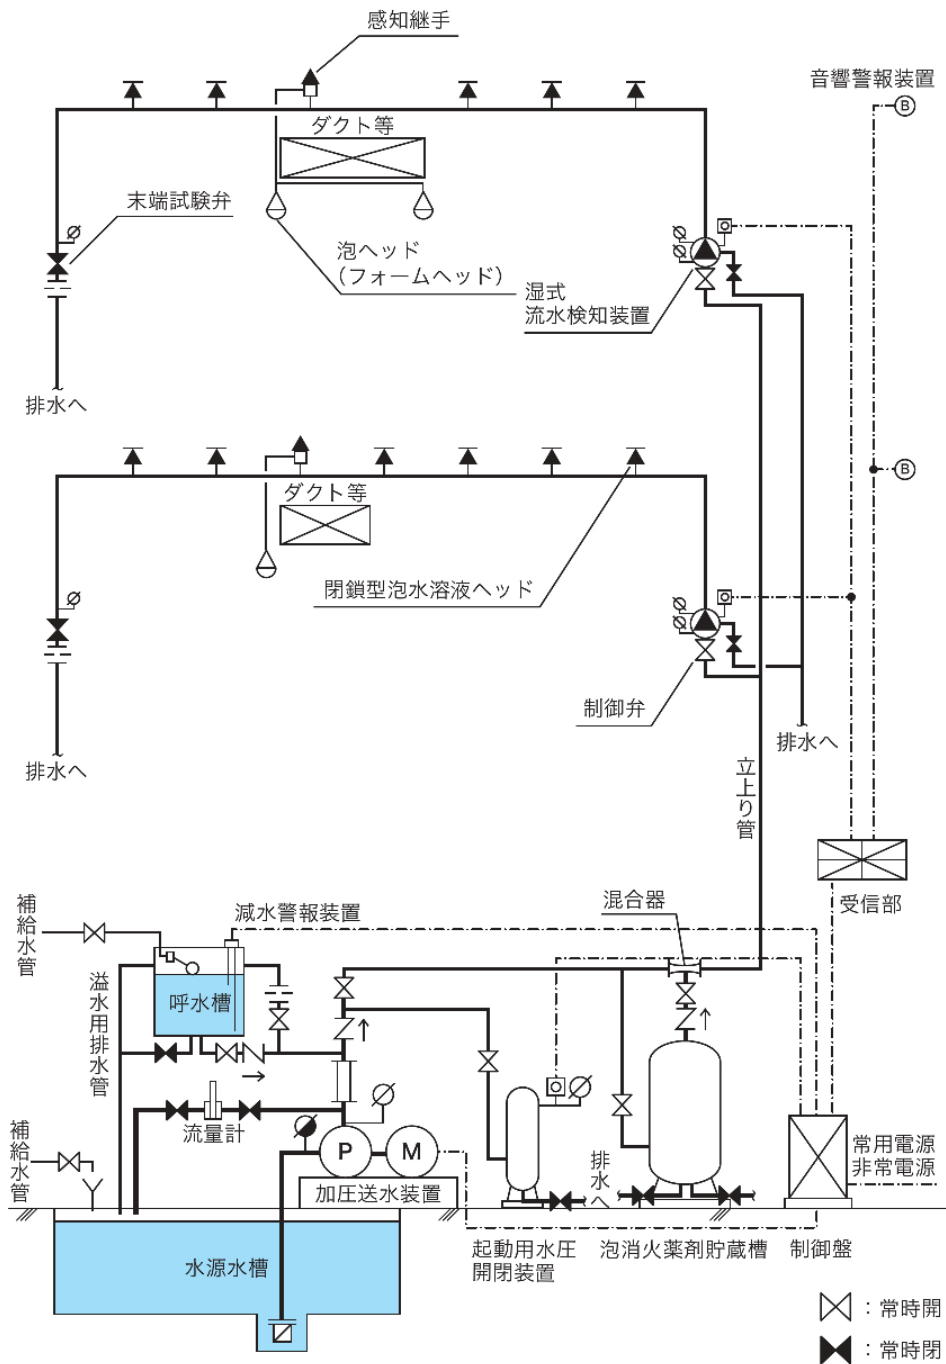 感知継手
音響警報装置
B
ダクト等
末端試験弁
泡ヘッド
（フォームヘッド）
湿式
流水検知装置
排水へ
B
ダクト等
閉鎖型泡水溶液ヘッド
制御弁
排水へ
排水へ
立上り管
受信部
混合器
減水警報装置
補給水管
呼水槽
溢水用排水管
流量計
補給水管
P
M
加圧送水装置
排水へ
常用電源
非常電源
水源水槽
起動用水圧
開閉装置
泡消火薬剤貯蔵槽
制御盤
：常時開
：常時閉